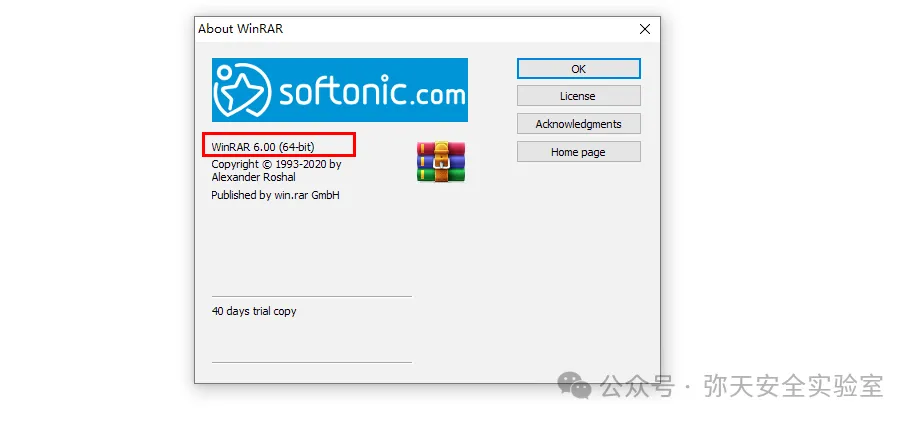 About WinRAR
softonic.com
OK
License
Acknowledgments
Home page
WinRAR 6.00 (64-bit)
Copyright © 1993-2020 by
Alexander Roshal
Published by win.rar GmbH
40 days trial copy
公众号 · 弥天安全实验室